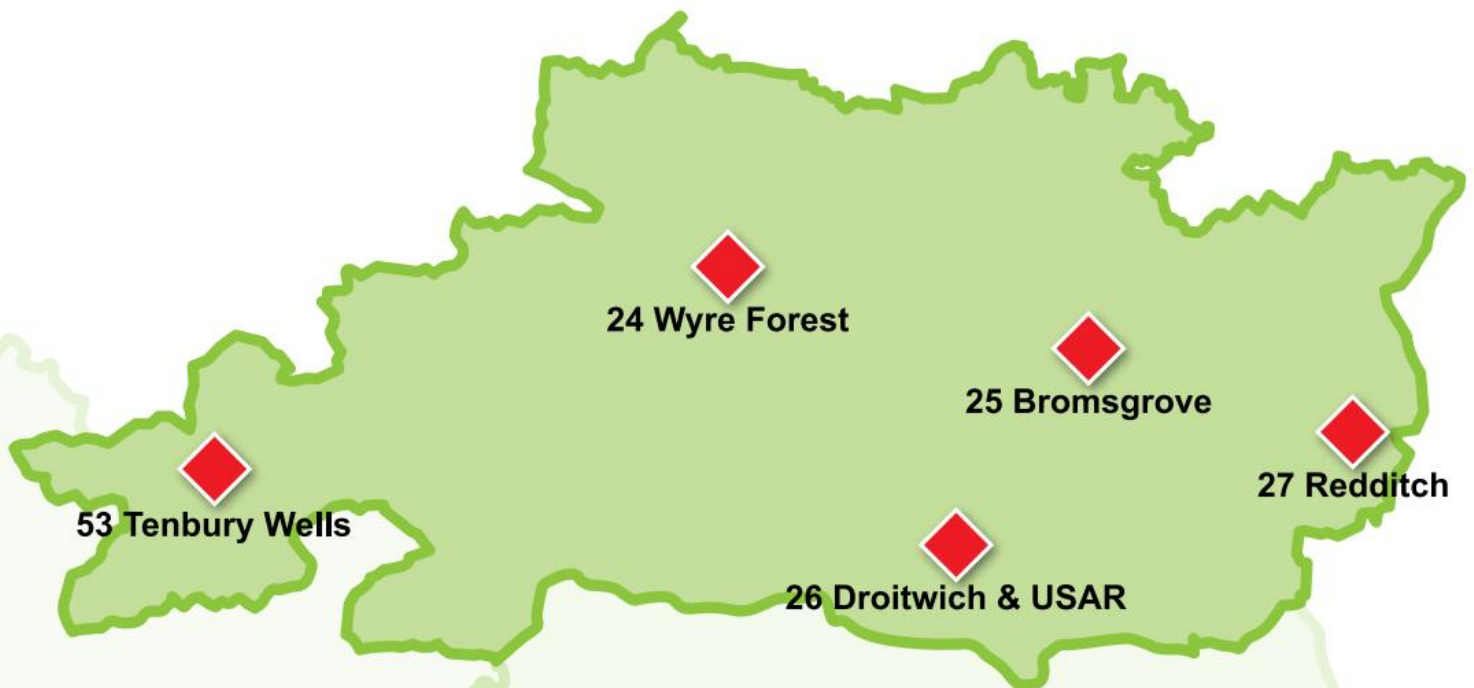 24 Wyre Forest
25 Bromsgrove
27 Redditch
53 Tenbury Wells
26 Droitwich & USAR